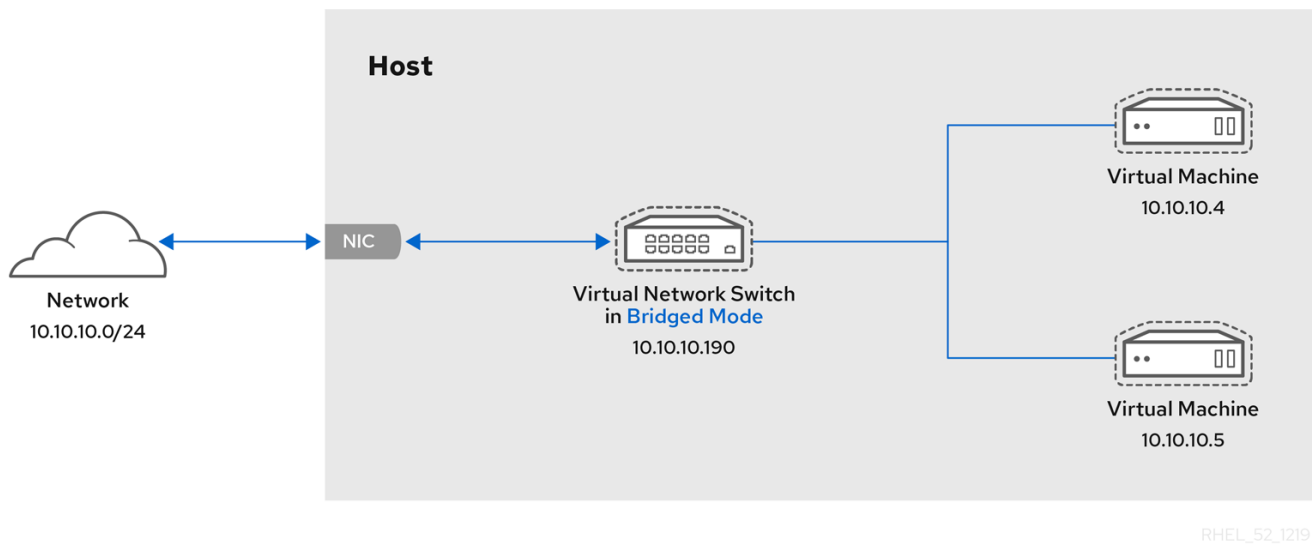 Host
NIC
Network
10.10.10.0/24
Virtual Network Switch
in Bridged Mode
10.10.10.190
Virtual Machine
10.10.10.4
Virtual Machine
10.10.10.5
RHEL_52_1219